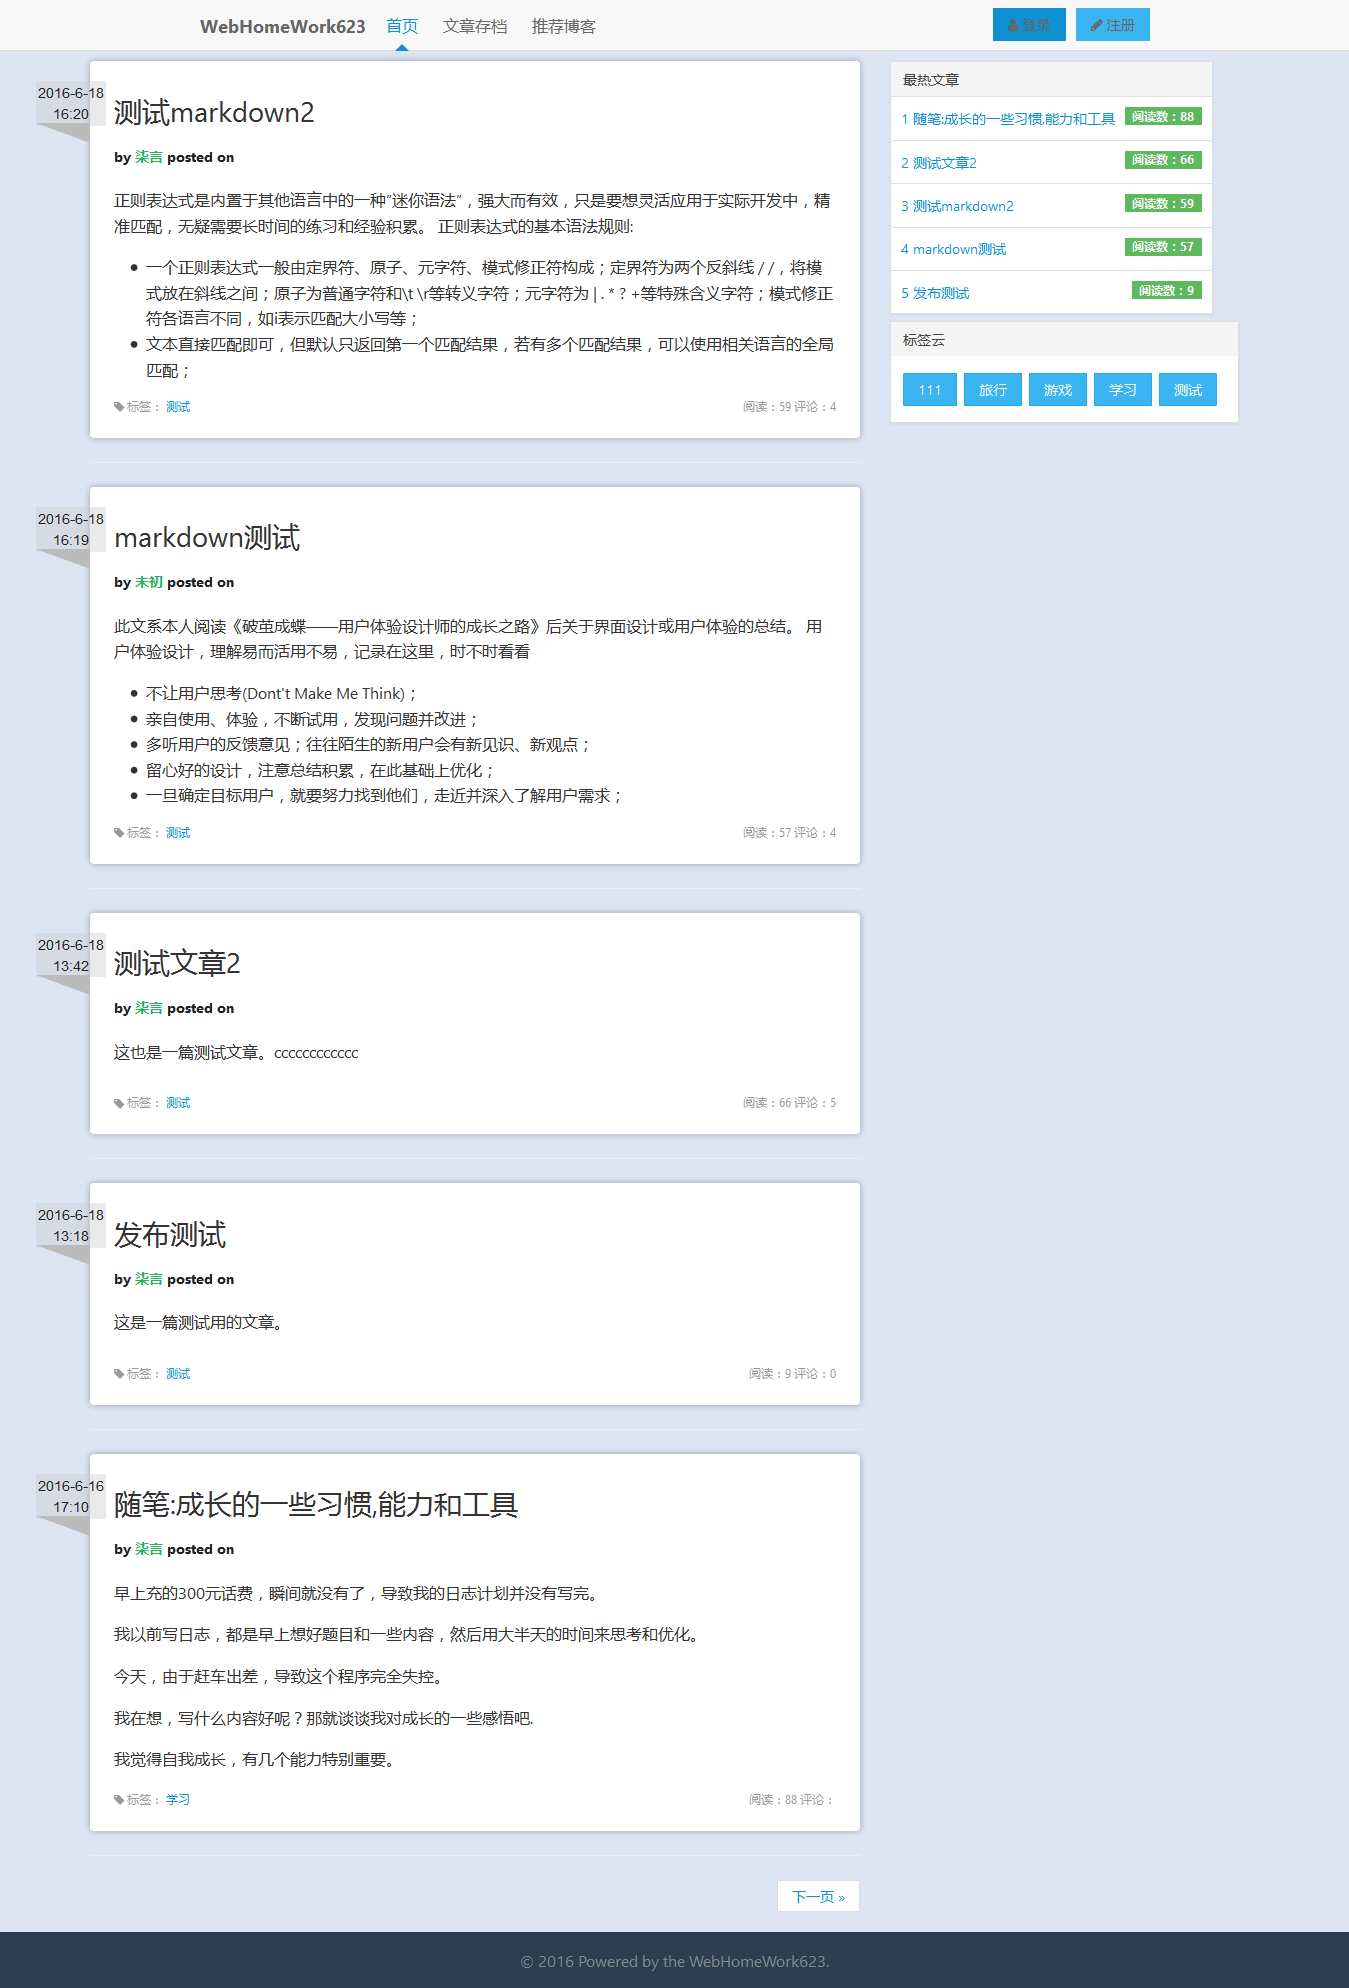 WebHomeWork623 首页 文章存档 推荐博客 登录 注册
2016-6-18
16:20
测试markdown2
by 柒言 posted on
正则表达式是内置于其他语言中的一种“迷你语法”，强大而有效，只是要想灵活应用于实际开发中，精
准匹配，无疑需要长时间的练习和经验积累。 正则表达式的基本语法规则:
一个正则表达式一般由定界符、原子、元字符、模式修正符构成；定界符为两个反斜线 / /，将模
式放在斜线之间；原子为普通字符和\t \r等转义字符；元字符为 | . * ? +等特殊含义字符；模式修正
符各语言不同，如i表示匹配大小写等；
文本直接匹配即可，但默认只返回第一个匹配结果，若有多个匹配结果，可以使用相关语言的全局
匹配；
标签： 测试 阅读：59 评论：4
2016-6-18
16:19
markdown测试
by 未初 posted on
此文系本人阅读《破茧成蝶——用户体验设计师的成长之路》后关于界面设计或用户体验的总结。 用
户体验设计，理解易而活用不易，记录在这里，时不时看看
不让用户思考(Dont't Make Me Think)；
亲自使用、体验，不断试用，发现问题并改进；
多听用户的反馈意见；往往陌生的新用户会有新见识、新观点；
留心好的设计，注意总结积累，在此基础上优化；
一旦确定目标用户，就要努力找到他们，走近并深入了解用户需求；
标签： 测试 阅读：57 评论：4
2016-6-18
13:42
测试文章2
by 柒言 posted on
这也是一篇测试文章。cccccccccccc
标签： 测试 阅读：66 评论：5
2016-6-18
13:18
发布测试
by 柒言 posted on
这是一篇测试用的文章。
标签： 测试 阅读：9 评论：0
2016-6-16
17:10
随笔:成长的一些习惯,能力和工具
by 柒言 posted on
早上充的300元话费，瞬间就没有了，导致我的日志计划并没有写完。
我以前写日志，都是早上想好题目和一些内容，然后用大半天的时间来思考和优化。
今天，由于赶车出差，导致这个程序完全失控。
我在想，写什么内容好呢？那就谈谈我对成长的一些感悟吧.
我觉得自我成长，有几个能力特别重要。
标签： 学习 阅读：88 评论：
下一页 »
最热文章
1 随笔:成长的一些习惯,能力和工具 阅读数：88
2 测试文章2 阅读数：66
3 测试markdown2 阅读数：59
4 markdown测试 阅读数：57
5 发布测试 阅读数：9
标签云
111 旅行 游戏 学习 测试
© 2016 Powered by the WebHomeWork623.